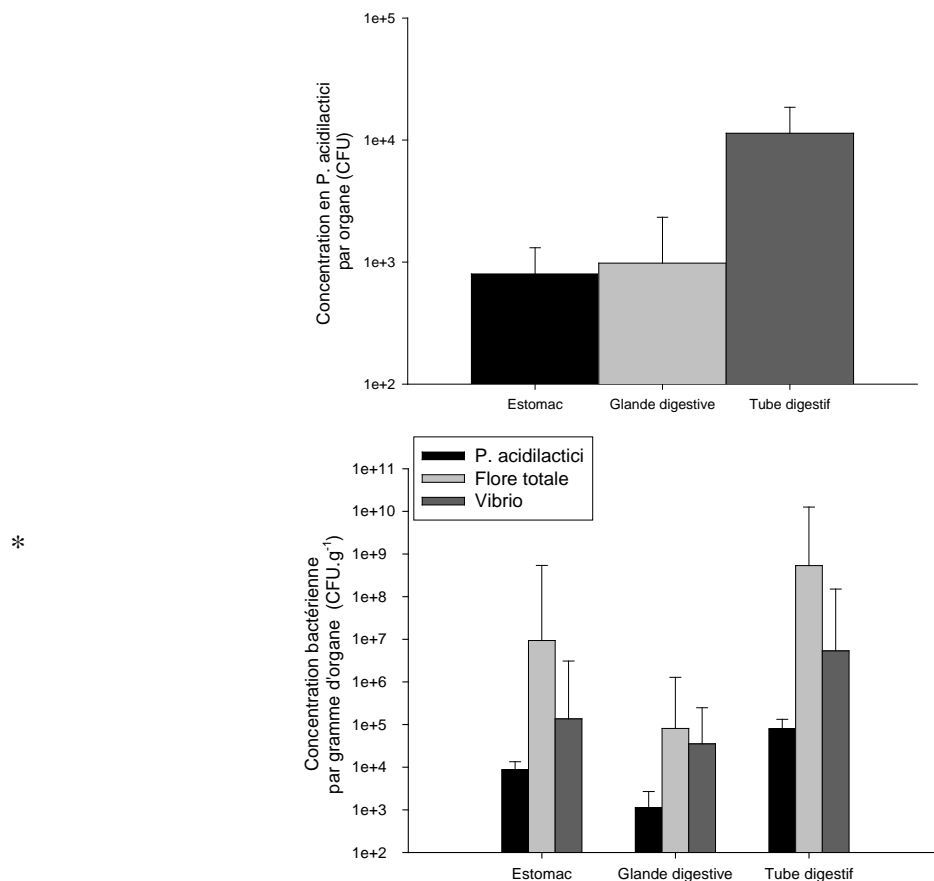 Concentration en P. acidilactici
par organe (CFU)
1e+5
1e+4
1e+3
1e+2
Estomac Glande digestive Tube digestif
*
P. acidilactici
Flore totale
Vibrio
Concentration bactérienne
par gramme d'organe (CFU.g⁻¹)
1e+11
1e+10
1e+9
1e+8
1e+7
1e+6
1e+5
1e+4
1e+3
1e+2
Estomac Glande digestive Tube digestif